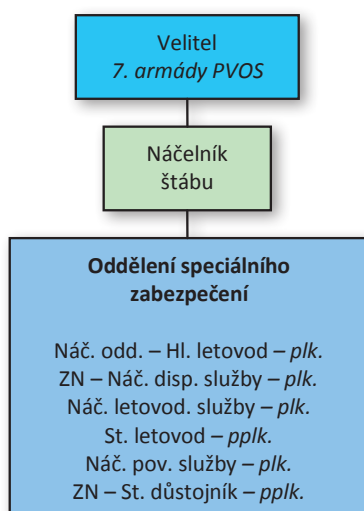 Velitel
7. armády PVOS
Náčelník
štábu
Oddělení speciálního
zabezpečení
Náč. odd. – Hl. letovod – plk.
ZN – Náč. disp. služby – plk.
Náč. letovod. služby – plk.
St. letovod – pplk.
Náč. pov. služby – plk.
ZN – St. důstojník – pplk.